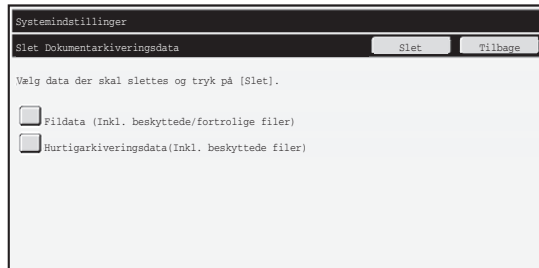 Systemindstillinger
Slet Dokumentarkiveringsdata Slet Tilbage
Vælg data der skal slettes og tryk på [Slet].
Fildata (Inkl. beskyttede/fortrolige filer)
Hurtigarkiveringsdata(Inkl. beskyttede filer)